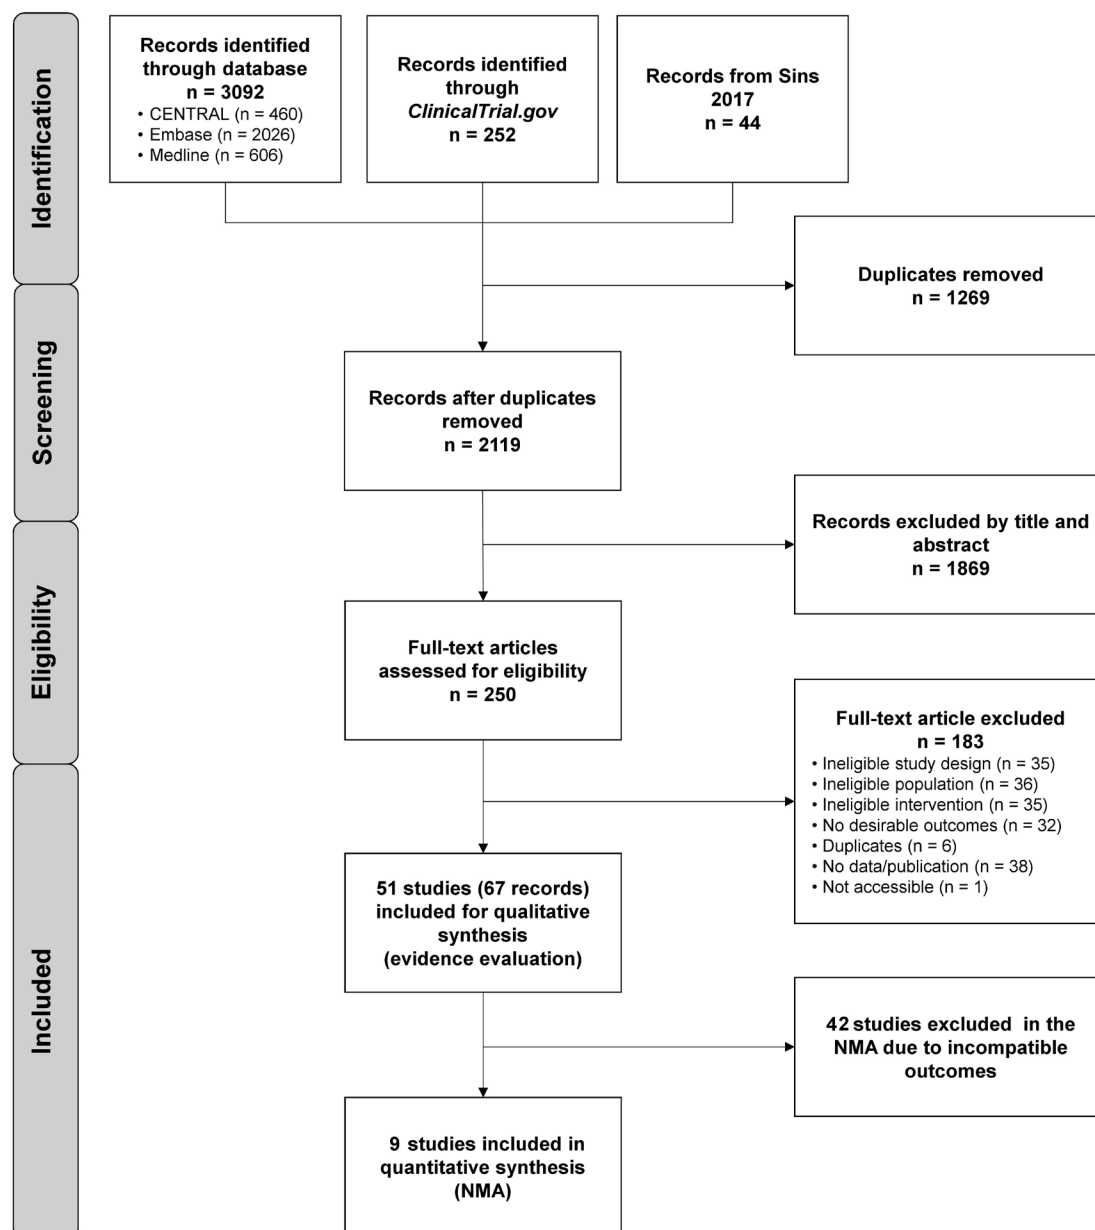 Identification
Records identified
through database
n = 3092
• CENTRAL (n = 460)
• Embase (n = 2026)
• Medline (n = 606)
Records identified
through
ClinicalTrial.gov
n = 252
Records from Sins
2017
n = 44
Duplicates removed
n = 1269
Screening
Records after duplicates
removed
n = 2119
Records excluded by title and
abstract
n = 1869
Eligibility
Full-text articles
assessed for eligibility
n = 250
Full-text article excluded
n = 183
• Ineligible study design (n = 35)
• Ineligible population (n = 36)
• Ineligible intervention (n = 35)
• No desirable outcomes (n = 32)
• Duplicates (n = 6)
• No data/publication (n = 38)
• Not accessible (n = 1)
Included
51 studies (67 records)
included for qualitative
synthesis
(evidence evaluation)
42 studies excluded in the
NMA due to incompatible
outcomes
9 studies included in
quantitative synthesis
(NMA)